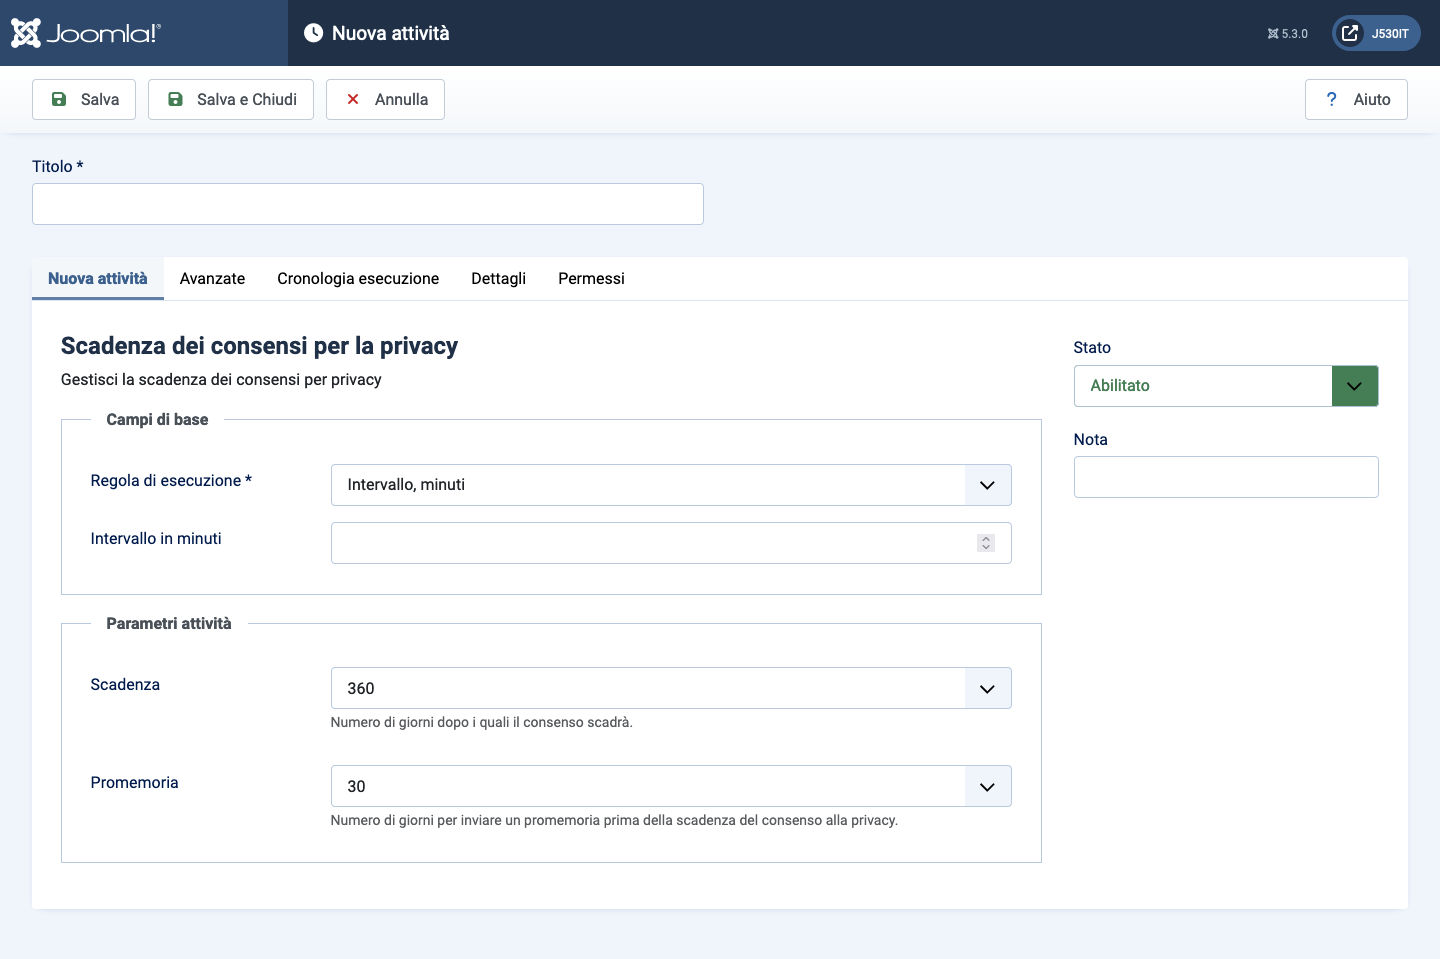 Joomla!®
Nuova attività
5.3.0
J530IT
Salva
Salva e Chiudi
Annulla
? Aiuto
Titolo *
Nuova attività
Avanzate
Cronologia esecuzione
Dettagli
Permessi
Scadenza dei consensi per la privacy
Gestisci la scadenza dei consensi per privacy
Campi di base
Regola di esecuzione *
Intervallo, minuti
Intervallo in minuti
Parametri attività
Scadenza
360
Numero di giorni dopo i quali il consenso scadrà.
Promemoria
30
Numero di giorni per inviare un promemoria prima della scadenza del consenso alla privacy.
Stato
Abilitato
Nota